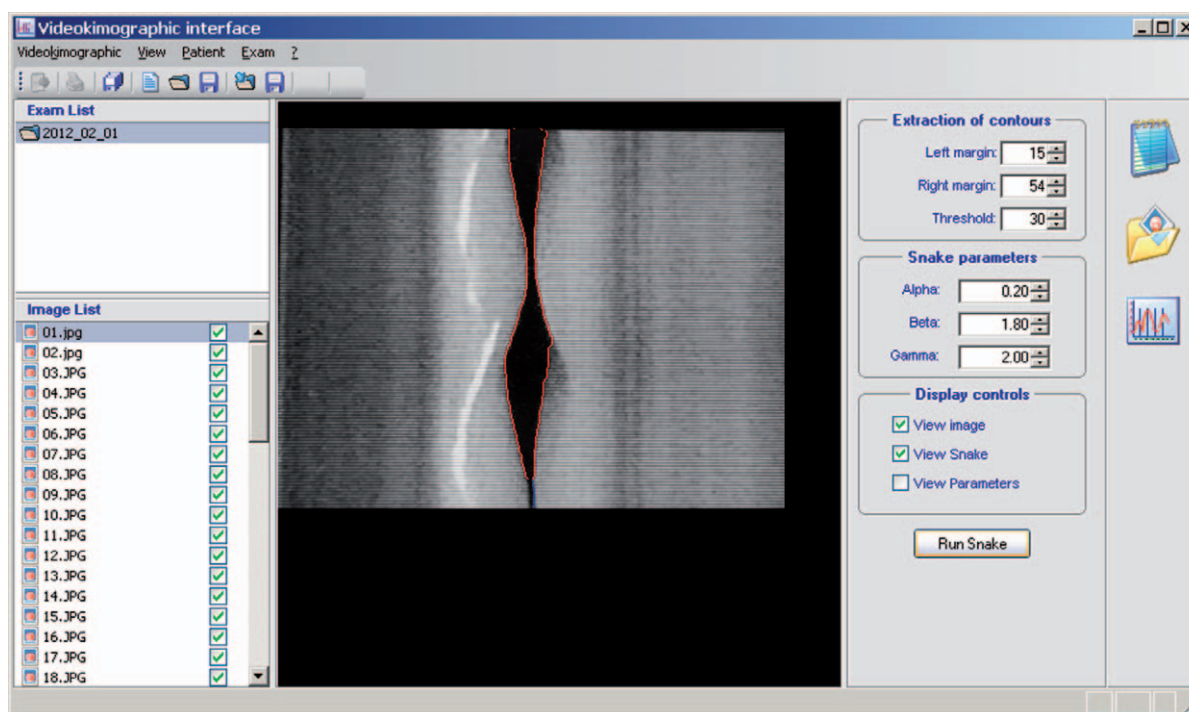 Videokimographic interface
Videokimographic View Patient Exam ?
Exam List
2012_02_01
Image List
01.jpg
02.jpg
03.JPG
04.JPG
05.JPG
06.JPG
07.JPG
08.JPG
09.JPG
10.JPG
11.JPG
12.JPG
13.JPG
14.JPG
15.JPG
16.JPG
17.JPG
18.JPG
Extraction of contours
Left margin: 15
Right margin: 54
Threshold: 30
Snake parameters
Alpha: 0.20
Beta: 1.80
Gamma: 2.00
Display controls
View image
View Snake
View Parameters
Run Snake